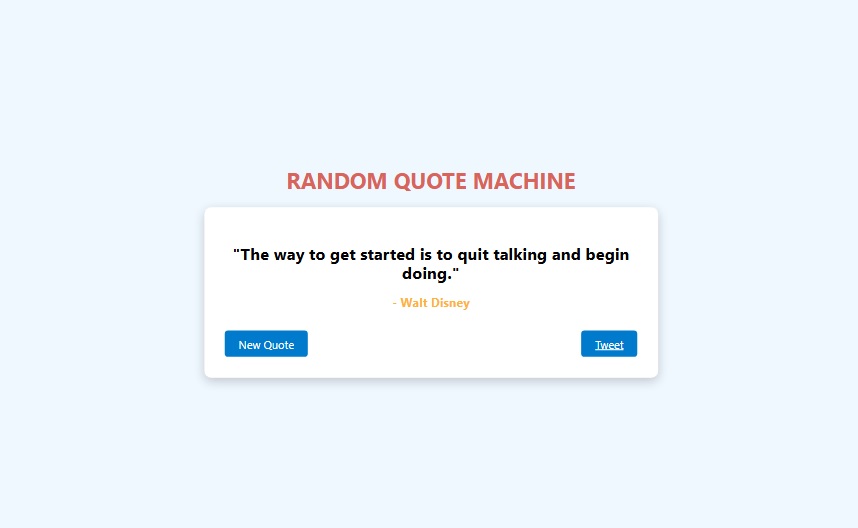 RANDOM QUOTE MACHINE
"The way to get started is to quit talking and begin
doing."
- Walt Disney
New Quote
Tweet